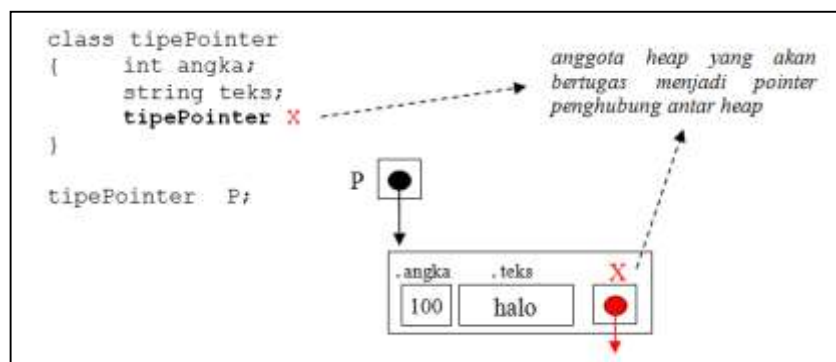 class tipePointer
{ int angka;
string teks;
tipePointer X
}
tipePointer P;
anggota heap yang akan
bertugas menjadi pointer
penghubung antar heap
P
.angka .teks X
100 halo